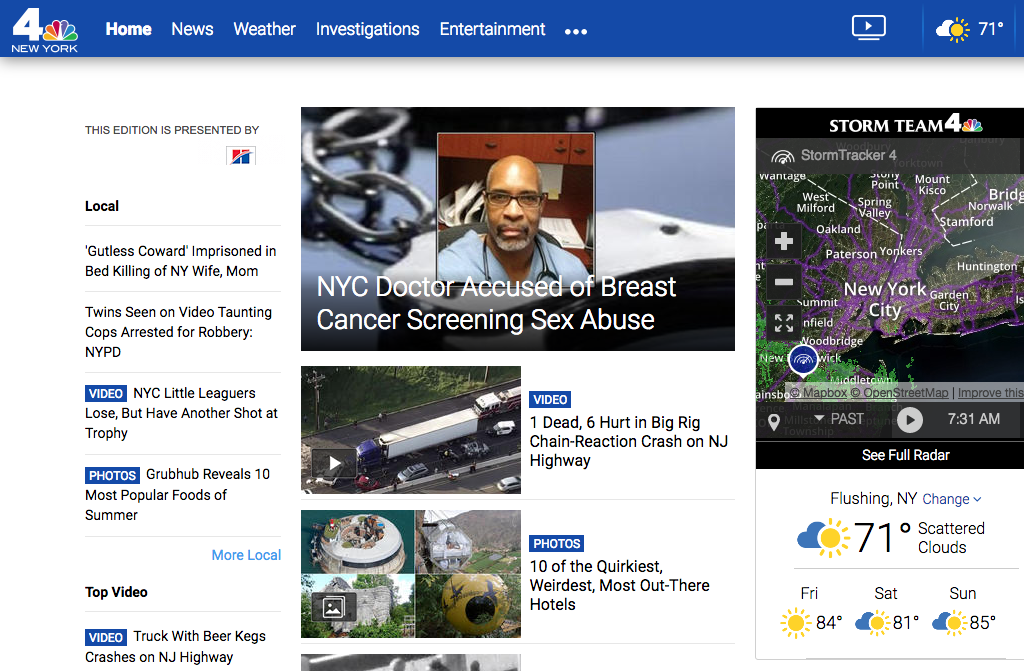 4
NEW YORK
Home
News
Weather
Investigations
Entertainment
71°
THIS EDITION IS PRESENTED BY
Local
'Gutless Coward' Imprisoned in
Bed Killing of NY Wife, Mom
Twins Seen on Video Taunting
Cops Arrested for Robbery:
NYPD
VIDEO NYC Little Leaguers
Lose, But Have Another Shot at
Trophy
PHOTOS Grubhub Reveals 10
Most Popular Foods of
Summer
More Local
Top Video
VIDEO Truck With Beer Kegs
Crashes on NJ Highway
NYC Doctor Accused of Breast
Cancer Screening Sex Abuse
VIDEO
1 Dead, 6 Hurt in Big Rig
Chain-Reaction Crash on NJ
Highway
PHOTOS
10 of the Quirkiest,
Weirdest, Most Out-There
Hotels
STORM TEAM 4
StormTracker 4
Yorktown
Wantage
Stony
Point
Mount
Kisco
West
Milford
Spring
Valley
Norwalk
Stamford
Oakland
Paterson
Yonkers
Huntington
New York
City
Garden
City
Summit
Woodbridge
Middletown
© Mapbox © OpenStreetMap | Improve this
PAST
7:31 AM
See Full Radar
Flushing, NY Change
71°
Scattered
Clouds
Fri
Sat
Sun
84°
81°
85°